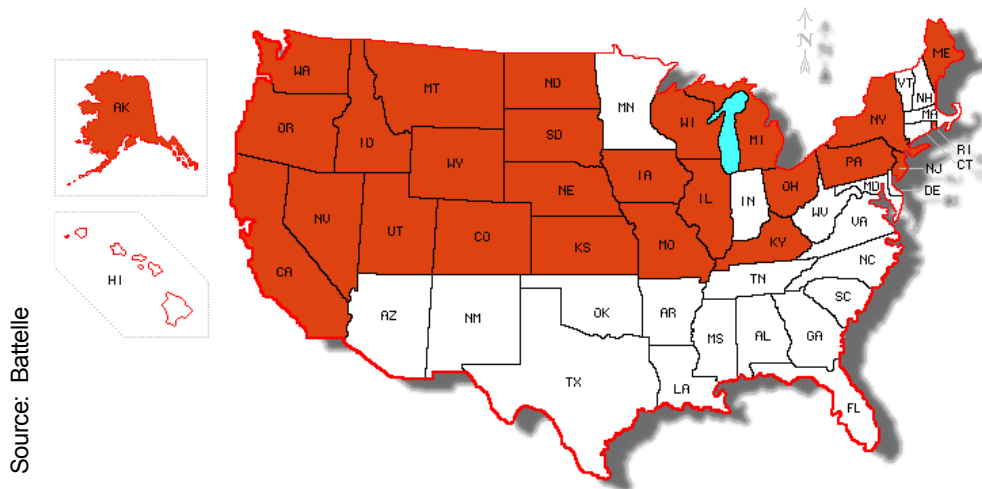 N
ME
WA
VT
NH
MT
ND
MN
AK
MA
OR
WI
NY
ID
SD
MI
RI
WY
CT
PA
NJ
IA
NE
OH
MD
DE
NV
IL
IN
UT
WV
CO
VA
KS
MO
KY
CA
NC
TN
HI
SC
OK
AR
AZ
NM
MS
AL
GA
TX
LA
FL
Source: Battelle